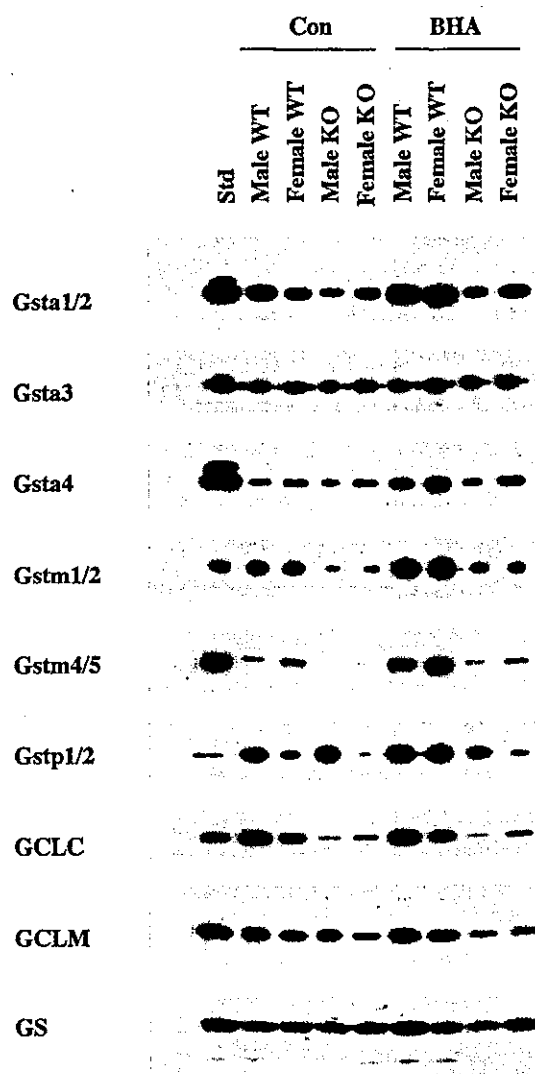 Con BHA
Std Male WT Female WT Male KO Female KO Male WT Female WT Male KO Female KO
Gsta1/2
Gsta3
Gsta4
Gstm1/2
Gstm4/5
Gstp1/2
GCLC
GCLM
GS